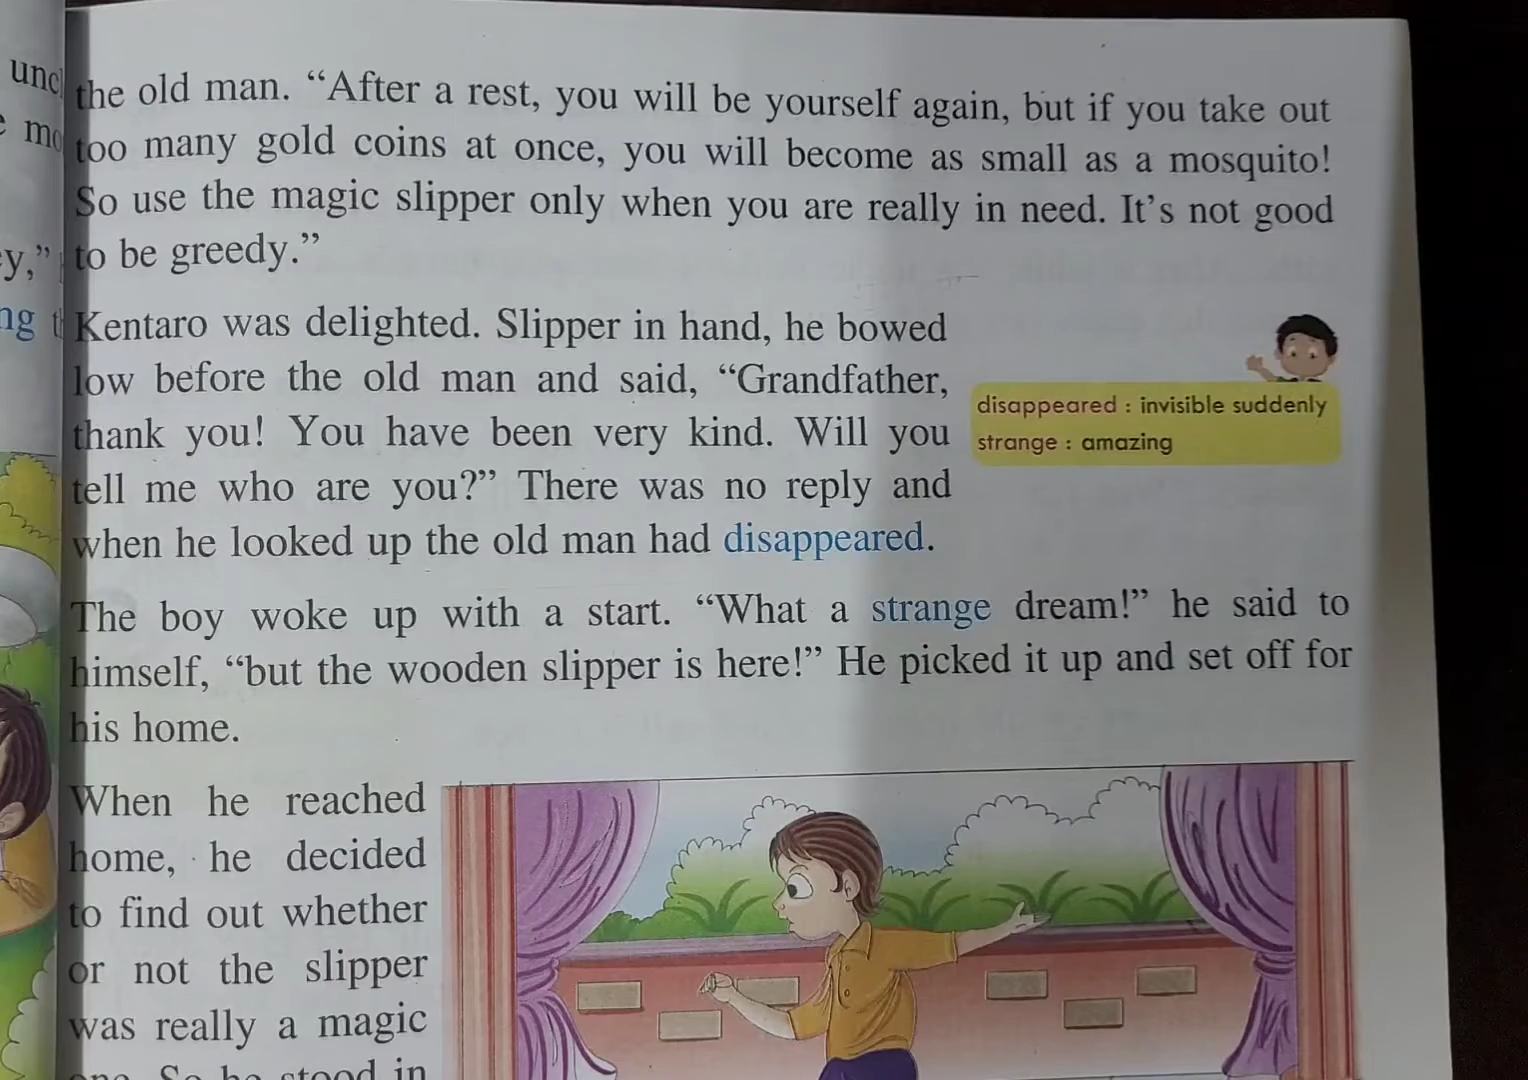 the old man. “After a rest, you will be yourself again, but if you take out
too many gold coins at once, you will become as small as a mosquito!
So use the magic slipper only when you are really in need. It’s not good
to be greedy.”
Kentaro was delighted. Slipper in hand, he bowed
low before the old man and said, “Grandfather,
thank you! You have been very kind. Will you
tell me who are you?” There was no reply and
when he looked up the old man had disappeared.
disappeared : invisible suddenly
strange : amazing
The boy woke up with a start. “What a strange dream!” he said to
himself, “but the wooden slipper is here!” He picked it up and set off for
his home.
When he reached
home, he decided
to find out whether
or not the slipper
was really a magic
one. So he stood in